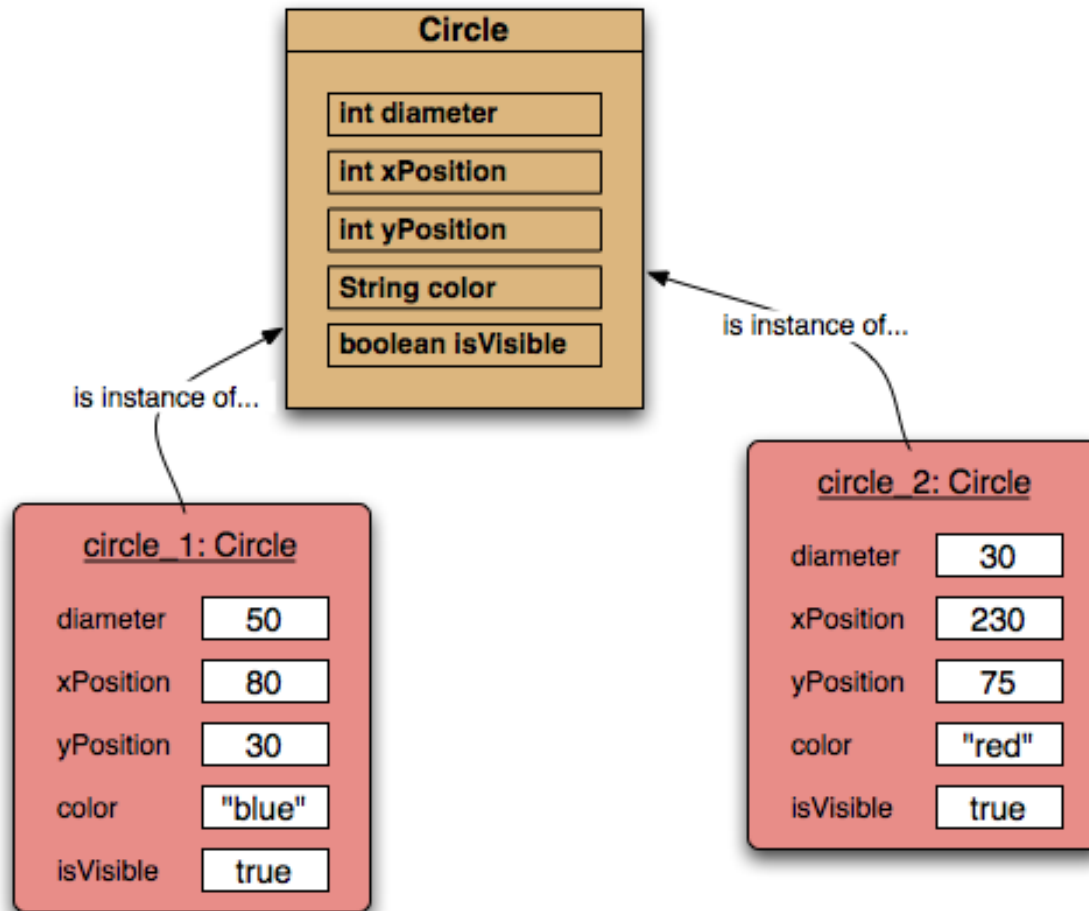 Circle
int diameter
int xPosition
int yPosition
String color
boolean isVisible
is instance of...
is instance of...
circle_1: Circle
diameter 50
xPosition 80
yPosition 30
color "blue"
isVisible true
circle_2: Circle
diameter 30
xPosition 230
yPosition 75
color "red"
isVisible true